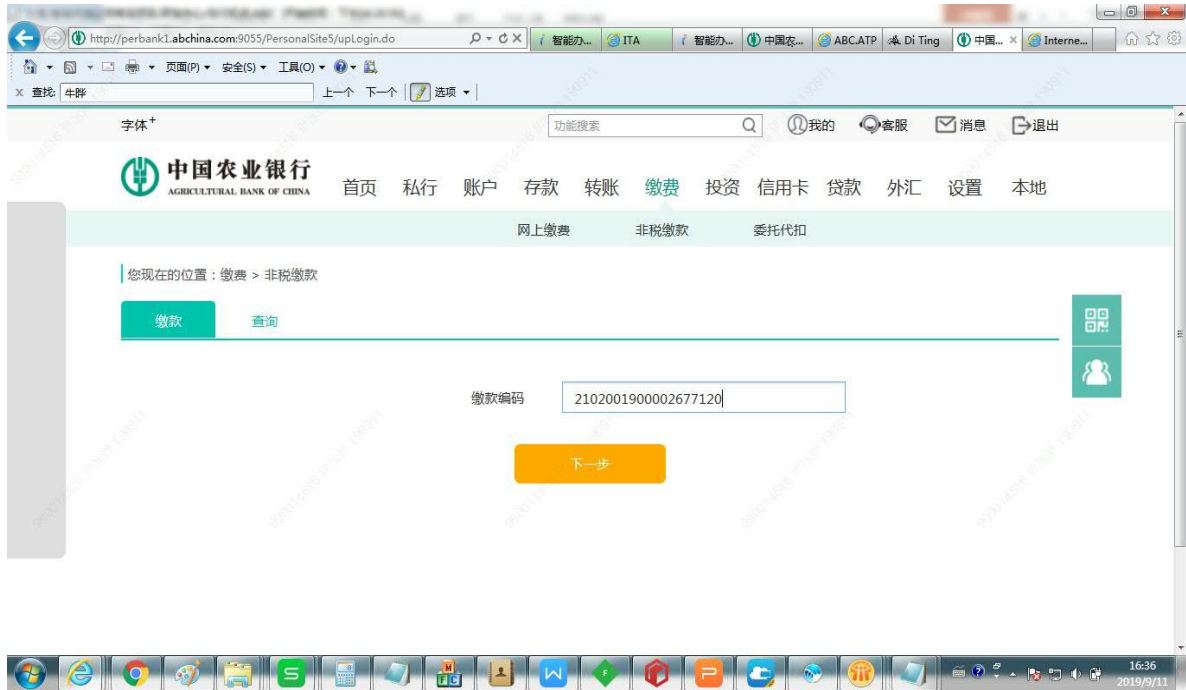 http://perbank1.abchina.com:9055/PersonalSite5/upLogin.do
智能办...
ITA
智能办...
中国农...
ABC.ATP
Di Ting
中国...
Interne...
页面(P) 安全(S) 工具(O)
查找: 牛晔 上一个 下一个 选项
字体+
功能搜索
我的 客服 消息 退出
中国农业银行
AGRICULTURAL BANK OF CHINA
首页 私行 账户 存款 转账 缴费 投资 信用卡 贷款 外汇 设置 本地
网上缴费 非税缴款 委托代扣
您现在的位置：缴费 > 非税缴款
缴款 查询
缴款编码 2102001900002677120
下一步
16:36
2019/9/11